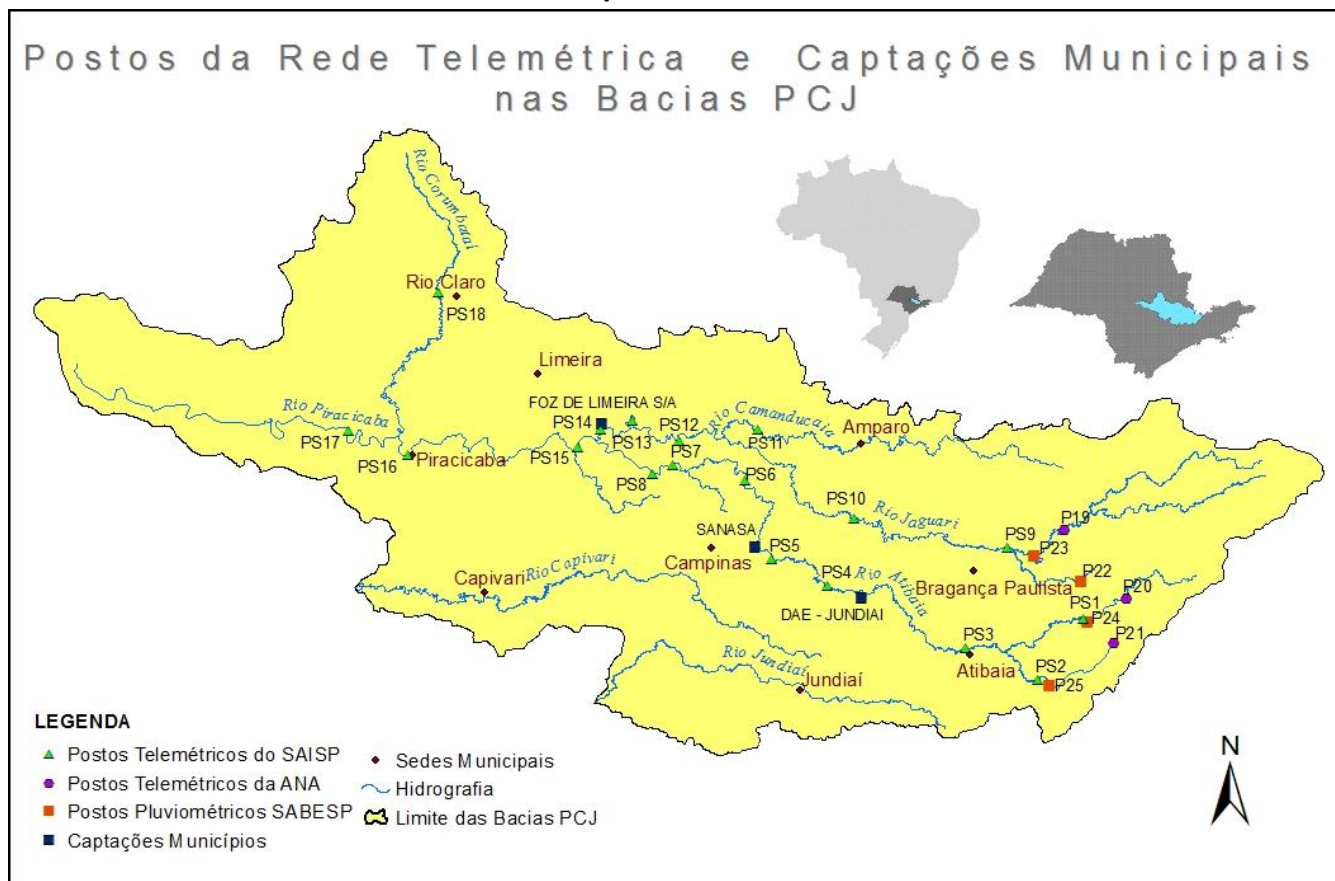 Postos da Rede Telemétrica e Captações Municipais
nas Bacias PCJ
Rio Corumbataí
Rio Claro
PS18
Limeira
FOZ DE LIMEIRA S/A
Rio Piracicaba
PS17
PS16
Piracicaba
PS14
PS15
PS13
PS12
PS7
PS8
Rio Camanducaia
PS11
Amparo
PS6
PS10
Rio Jaguari
P19
PS9
P23
SANASA
Campinas
PS5
PS4
Rio Atibaia
Bragança Paulista
P22
P20
PS1
P24
P21
DAE - JUNDIAI
Capivari
Rio Capivari
PS3
Atibaia
PS2
P25
Rio Jundiaí
Jundiaí
LEGENDA
Postos Telemétricos do SAISP
Postos Telemétricos da ANA
Postos Pluviométricos SABESP
Captações Municípios
Sedes Municipais
Hidrografia
Limite das Bacias PCJ
N